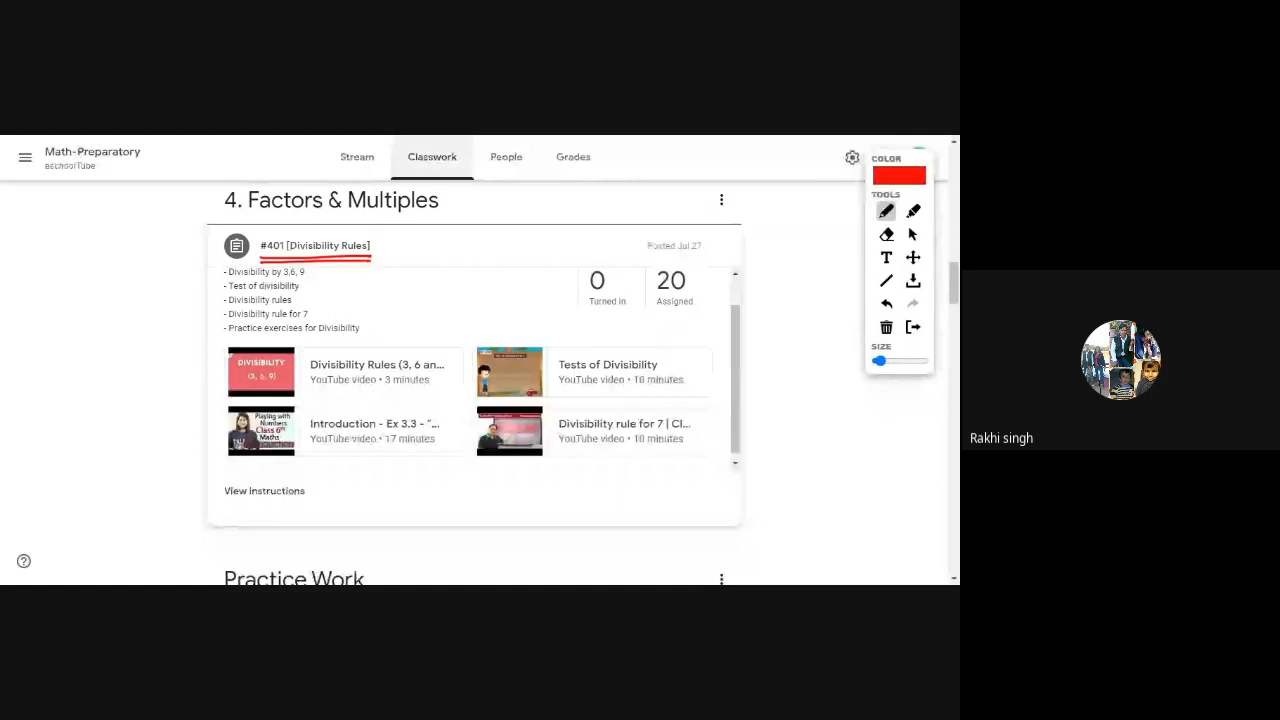 Math-Preparatory
eschoolTube
Stream
Classwork
People
Grades
4. Factors & Multiples
#401 [Divisibility Rules]
Posted Jul 27
- Divisibility by 3,6, 9
- Test of divisibility
- Divisibility rules
- Divisibility rule for 7
- Practice exercises for Divisibility
0
Turned in
20
Assigned
DIVISIBILITY
(3, 6, 9)
Divisibility Rules (3, 6 an...
YouTube video • 3 minutes
Tests of Divisibility
YouTube video • 10 minutes
Playing with
Numbers
Class 6th
Maths
Introduction - Ex 3.3 - "...
YouTube video • 17 minutes
Divisibility rule for 7 | Cl...
YouTube video • 10 minutes
View instructions
Practice Work
COLOR
TOOLS
T
SIZE
Rakhi singh